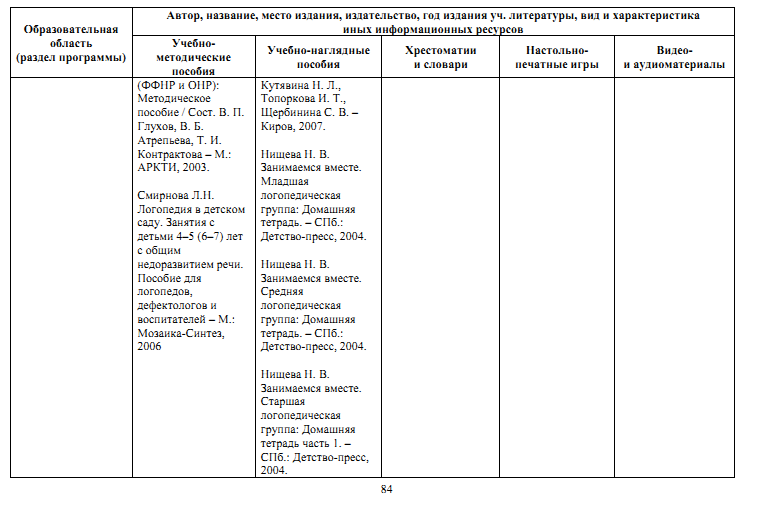 Образовательная
область
(раздел программы)
Автор, название, место издания, издательство, год издания уч. литературы, вид и характеристика
иных информационных ресурсов
Учебно-
методические
пособия
Учебно-наглядные
пособия
Хрестоматии
и словари
Настольно-
печатные игры
Видео-
и аудиоматериалы
(ФФНР и ОНР):
Методическое
пособие / Сост. В. П.
Глухов, В. Б.
Атрепьева, Т. И.
Контрактова – М.:
АРКТИ, 2003.
Смирнова Л.Н.
Логопедия в детском
саду. Занятия с
детьми 4–5 (6–7) лет
с общим
недоразвитием речи.
Пособие для
логопедов,
дефектологов и
воспитателей – М.:
Мозаика-Синтез,
2006
Кутявина Н. Л.,
Топоркова И. Т.,
Щербинина С. В. –
Киров, 2007.
Нищева Н. В.
Занимаемся вместе.
Младшая
логопедическая
группа: Домашняя
тетрадь. – СПб.:
Детство-пресс, 2004.
Нищева Н. В.
Занимаемся вместе.
Средняя
логопедическая
группа: Домашняя
тетрадь. – СПб.:
Детство-пресс, 2004.
Нищева Н. В.
Занимаемся вместе.
Старшая
логопедическая
группа: Домашняя
тетрадь часть 1. –
СПб.: Детство-пресс,
2004.
84